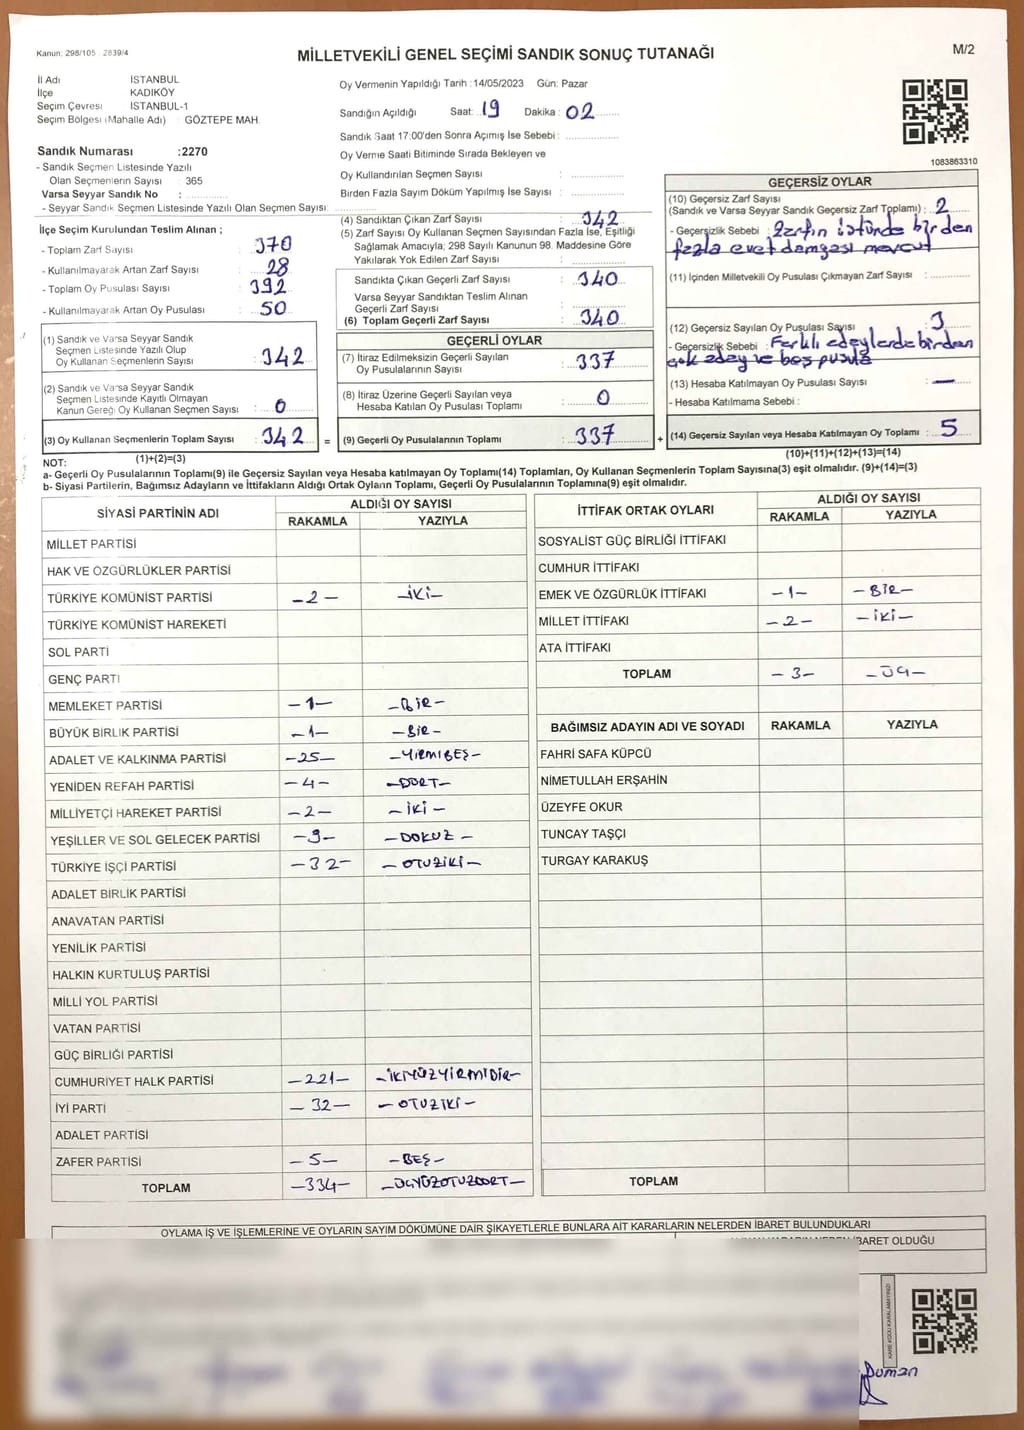 Kanun: 298/105 2839/4
MİLLETVEKİLİ GENEL SEÇİMİ SANDIK SONUÇ TUTANAĞI
M/2
İl Adı İSTANBUL
İlçe KADIKÖY
Seçim Çevresi İSTANBUL-1
Seçim Bölgesi (Mahalle Adı) : GÖZTEPE MAH.
Oy Vermenin Yapıldığı Tarih :14/05/2023 Gün: Pazar
Sandığın Açıldığı Saat: 19 Dakika : 02
Sandık Saat 17:00'den Sonra Açımış İse Sebebi :
Oy Verme Saati Bitiminde Sırada Bekleyen ve
Oy Kullandırılan Seçmen Sayısı :
Birden Fazla Sayım Döküm Yapılmış İse Sayısı :
1083863310
Sandık Numarası :2270
- Sandık Seçmen Listesinde Yazılı
Olan Seçmenlerin Sayısı : 365
Varsa Seyyar Sandık No :
- Seyyar Sandık Seçmen Listesinde Yazılı Olan Seçmen Sayısı:
İlçe Seçim Kurulundan Teslim Alınan ;
- Toplam Zarf Sayısı : 370
- Kullanılmayarak Artan Zarf Sayısı : 28
- Toplam Oy Pusulası Sayısı : 392
- Kullanılmayarak Artan Oy Pusulası : 50
(4) Sandıktan Çıkan Zarf Sayısı : 342
(5) Zarf Sayısı Oy Kullanan Seçmen Sayısından Fazla İse, Eşitliği
Sağlamak Amacıyla; 298 Sayılı Kanunun 98. Maddesine Göre
Yakılarak Yok Edilen Zarf Sayısı :
Sandıkta Çıkan Geçerli Zarf Sayısı : 340
Varsa Seyyar Sandıktan Teslim Alınan
Geçerli Zarf Sayısı :
(6) Toplam Geçerli Zarf Sayısı : 340
GEÇERSİZ OYLAR
(10) Geçersiz Zarf Sayısı
(Sandık ve Varsa Seyyar Sandık Geçersiz Zarf Toplamı) : 2
- Geçersizlik Sebebi : Zarfın üstünde birden
fazla evet damgası mevcut
(11) İçinden Milletvekili Oy Pusulası Çıkmayan Zarf Sayısı :
(12) Geçersiz Sayılan Oy Pusulası Sayısı : 3
- Geçersizlik Sebebi : Farklı adeylerde birden
çok adey ve boş pusula
(13) Hesaba Katılmayan Oy Pusulası Sayısı : —
- Hesaba Katılmama Sebebi :
(1) Sandık ve Varsa Seyyar Sandık
Seçmen Listesinde Yazılı Olup
Oy Kullanan Seçmenlerin Sayısı : 342
(2) Sandık ve Varsa Seyyar Sandık
Seçmen Listesinde Kayıtlı Olmayan
Kanun Gereği Oy Kullanan Seçmen Sayısı : 0
GEÇERLİ OYLAR
(7) İtiraz Edilmeksizin Geçerli Sayılan
Oy Pusulalarının Sayısı : 337
(8) İtiraz Üzerine Geçerli Sayılan veya
Hesaba Katılan Oy Pusulası Toplamı : 0
(3) Oy Kullanan Seçmenlerin Toplam Sayısı : 342 = (9) Geçerli Oy Pusulalarının Toplamı : 337 + (14) Geçersiz Sayılan veya Hesaba Katılmayan Oy Toplamı : 5
(1)+(2)=(3) (10)+(11)+(12)+(13)=(14)
NOT:
a- Geçerli Oy Pusulalarının Toplamı(9) ile Geçersiz Sayılan veya Hesaba katılmayan Oy Toplamı(14) Toplamları, Oy Kullanan Seçmenlerin Toplam Sayısına(3) eşit olmalıdır. (9)+(14)=(3)
b- Siyasi Partilerin, Bağımsız Adayların ve İttifakların Aldığı Ortak Oyların Toplamı, Geçerli Oy Pusulalarının Toplamına(9) eşit olmalıdır.
SİYASİ PARTİNİN ADI ALDIĞI OY SAYISI
RAKAMLA YAZIYLA
MİLLET PARTİSİ
HAK VE ÖZGÜRLÜKLER PARTİSİ
TÜRKİYE KOMÜNİST PARTİSİ -2- -İKİ-
TÜRKİYE KOMÜNİST HAREKETİ
SOL PARTİ
GENÇ PARTİ
MEMLEKET PARTİSİ -1- -BİR-
BÜYÜK BİRLİK PARTİSİ -1- -BİR-
ADALET VE KALKINMA PARTİSİ -25- -YİRMİBEŞ-
YENİDEN REFAH PARTİSİ -4- -DÖRT-
MİLLİYETÇİ HAREKET PARTİSİ -2- -İKİ-
YEŞİLLER VE SOL GELECEK PARTİSİ -9- -DOKUZ-
TÜRKİYE İŞÇİ PARTİSİ -32- -OTUZİKİ-
ADALET BİRLİK PARTİSİ
ANAVATAN PARTİSİ
YENİLİK PARTİSİ
HALKIN KURTULUŞ PARTİSİ
MİLLİ YOL PARTİSİ
VATAN PARTİSİ
GÜÇ BİRLİĞİ PARTİSİ
CUMHURİYET HALK PARTİSİ -221- -İKİYÜZYİRMİBİR-
İYİ PARTİ -32- -OTUZİKİ-
ADALET PARTİSİ
ZAFER PARTİSİ -5- -BEŞ-
TOPLAM -334- -ÜÇYÜZOTUZDÖRT-
İTTİFAK ORTAK OYLARI ALDIĞI OY SAYISI
RAKAMLA YAZIYLA
SOSYALİST GÜÇ BİRLİĞİ İTTİFAKI
CUMHUR İTTİFAKI
EMEK VE ÖZGÜRLÜK İTTİFAKI -1- -BİR-
MİLLET İTTİFAKI -2- -İKİ-
ATA İTTİFAKI
TOPLAM -3- -ÜÇ-
BAĞIMSIZ ADAYIN ADI VE SOYADI RAKAMLA YAZIYLA
FAHRİ SAFA KÜPCÜ
NİMETULLAH ERŞAHİN
ÜZEYFE OKUR
TUNCAY TAŞÇI
TURGAY KARAKUŞ
TOPLAM
OYLAMA İŞ VE İŞLEMLERİNE VE OYLARIN SAYIM DÖKÜMÜNE DAİR ŞİKAYETLERLE BUNLARA AİT KARARLARIN NELERDEN İBARET BULUNDUKLARI
İBARET OLDUĞU
KARE KODU KARALAMAYINIZ!
Duman